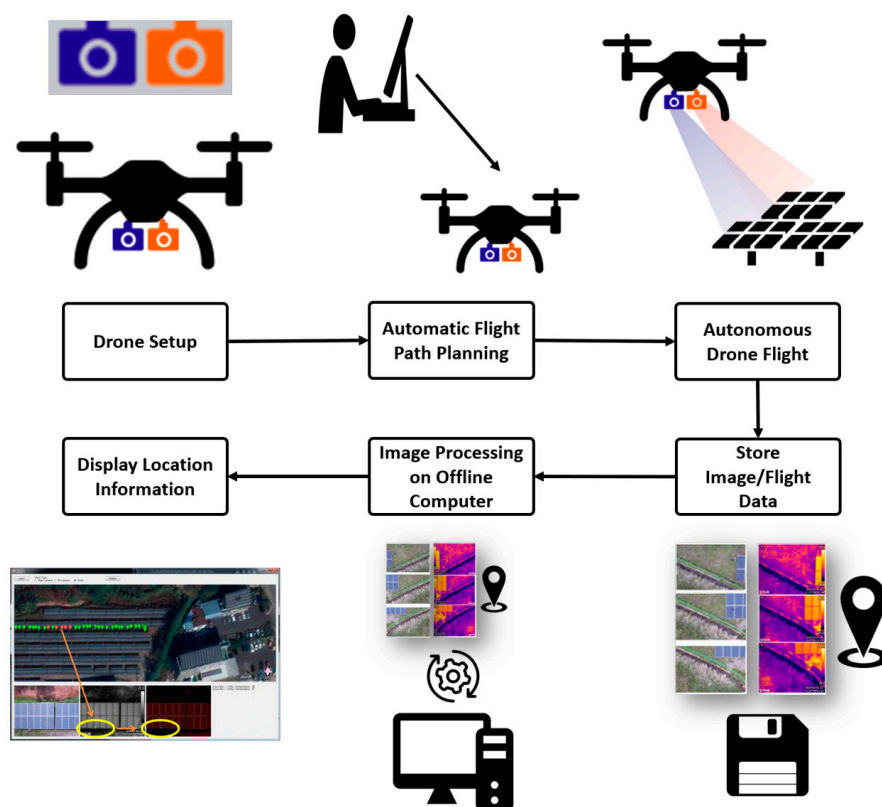 Drone Setup
Automatic Flight
Path Planning
Autonomous
Drone Flight
Display Location
Information
Image Processing
on Offline
Computer
Store
Image/Flight
Data